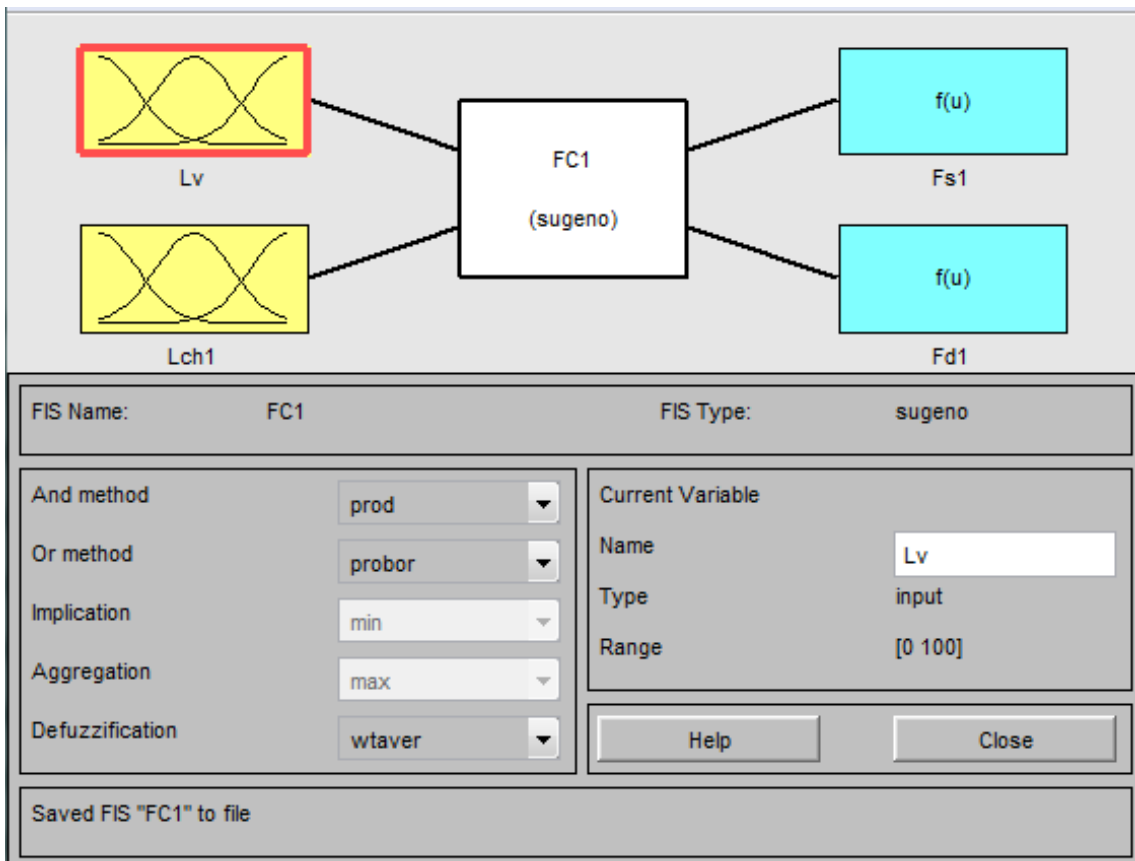 Lv
Lch1
FC1
(sugeno)
f(u)
Fs1
f(u)
Fd1
FIS Name: FC1 FIS Type: sugeno
And method prod
Or method probor
Implication min
Aggregation max
Defuzzification wtaver
Current Variable
Name Lv
Type input
Range [0 100]
Help Close
Saved FIS "FC1" to file